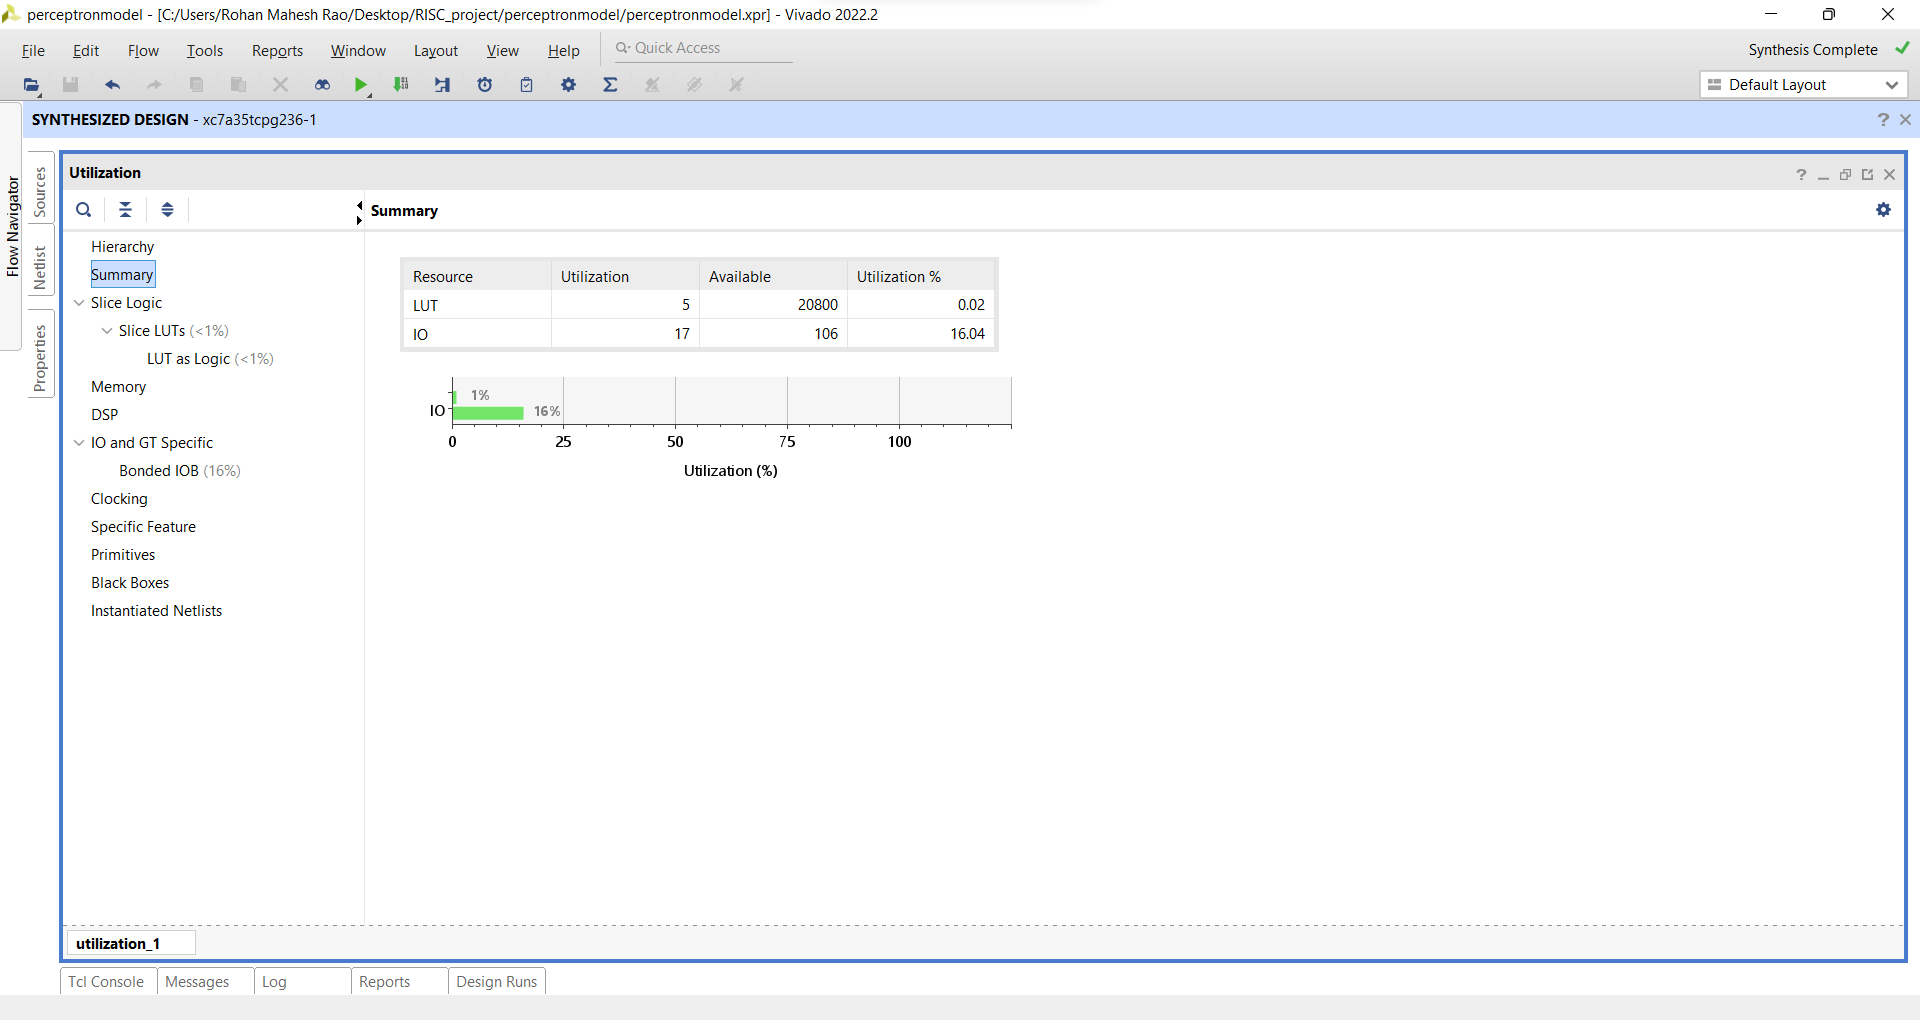 perceptronmodel - [C:/Users/Rohan Mahesh Rao/Desktop/RISC_project/perceptronmodel/perceptronmodel.xpr] - Vivado 2022.2
File Edit Flow Tools Reports Window Layout View Help Quick Access
Synthesis Complete
Default Layout
SYNTHESIZED DESIGN - xc7a35tcpg236-1
Flow Navigator
Sources
Netlist
Properties
Utilization
Summary
Hierarchy
Summary
Slice Logic
Slice LUTs (<1%)
LUT as Logic (<1%)
Memory
DSP
IO and GT Specific
Bonded IOB (16%)
Clocking
Specific Feature
Primitives
Black Boxes
Instantiated Netlists
Resource Utilization Available Utilization %
LUT 5 20800 0.02
IO 17 106 16.04
1%
IO 16%
0 25 50 75 100
Utilization (%)
utilization_1
Tcl Console Messages Log Reports Design Runs